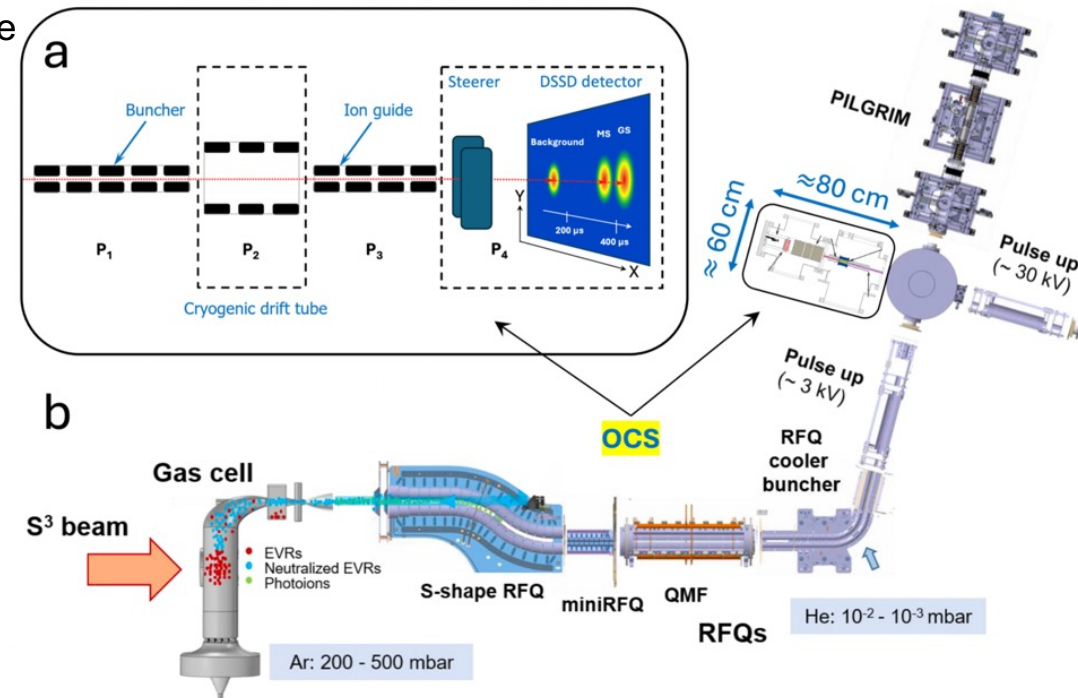 e
a
Buncher
Ion guide
Steerer
DSSD detector
Background
MS
GS
200 µs
400 µs
Y
X
P₁
P₂
P₃
P₄
Cryogenic drift tube
PILGRIM
≈80 cm
≈ 60 cm
Pulse up
(~ 30 kV)
Pulse up
(~ 3 kV)
OCS
b
RFQ
cooler
buncher
Gas cell
S³ beam
EVRs
Neutralized EVRs
Photoions
S-shape RFQ
miniRFQ
QMF
RFQs
He: 10⁻² - 10⁻³ mbar
Ar: 200 - 500 mbar